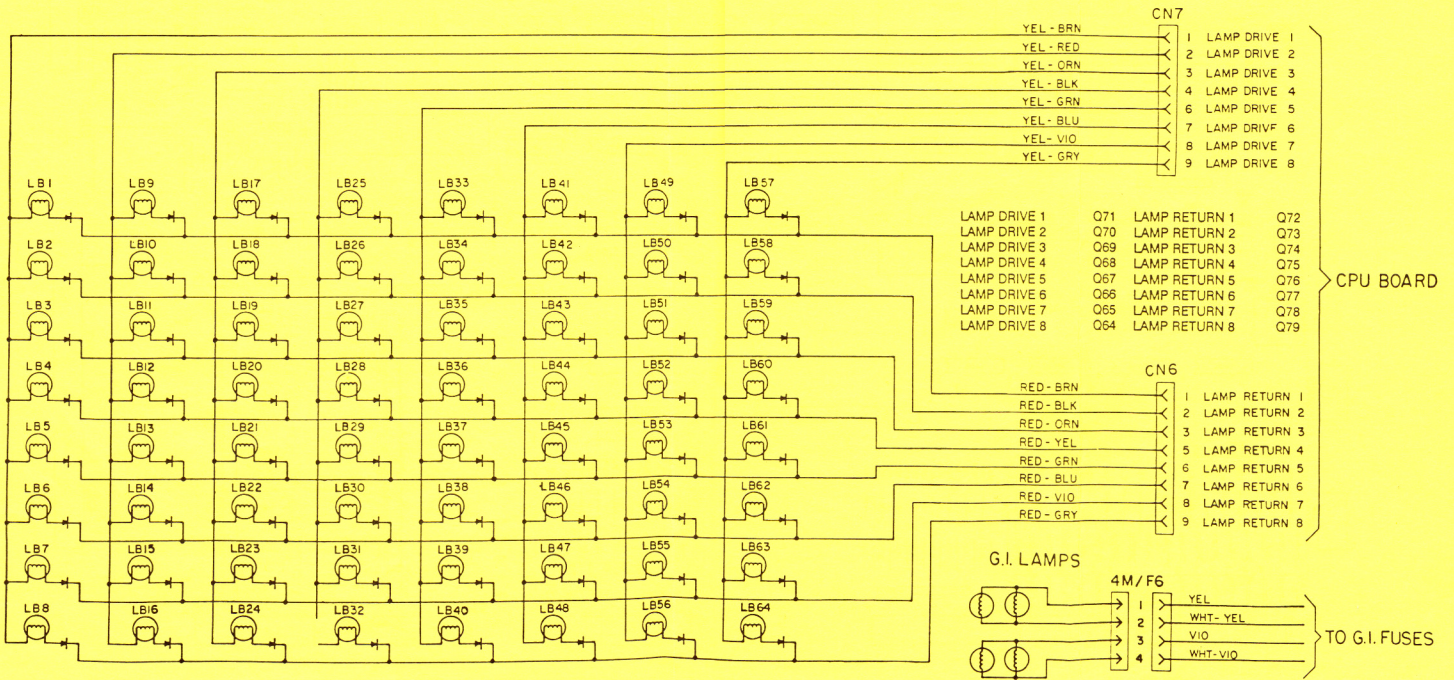 CN7
YEL - BRN 1 LAMP DRIVE 1
YEL - RED 2 LAMP DRIVE 2
YEL - ORN 3 LAMP DRIVE 3
YEL - BLK 4 LAMP DRIVE 4
YEL - GRN 6 LAMP DRIVE 5
YEL - BLU 7 LAMP DRIVE 6
YEL - VIO 8 LAMP DRIVE 7
YEL - GRY 9 LAMP DRIVE 8
LB1 LB9 LB17 LB25 LB33 LB41 LB49 LB57
LB2 LB10 LB18 LB26 LB34 LB42 LB50 LB58
LB3 LB11 LB19 LB27 LB35 LB43 LB51 LB59
LB4 LB12 LB20 LB28 LB36 LB44 LB52 LB60
LB5 LB13 LB21 LB29 LB37 LB45 LB53 LB61
LB6 LB14 LB22 LB30 LB38 LB46 LB54 LB62
LB7 LB15 LB23 LB31 LB39 LB47 LB55 LB63
LB8 LB16 LB24 LB32 LB40 LB48 LB56 LB64
LAMP DRIVE 1 Q71 LAMP RETURN 1 Q72
LAMP DRIVE 2 Q70 LAMP RETURN 2 Q73
LAMP DRIVE 3 Q69 LAMP RETURN 3 Q74
LAMP DRIVE 4 Q68 LAMP RETURN 4 Q75
LAMP DRIVE 5 Q67 LAMP RETURN 5 Q76
LAMP DRIVE 6 Q66 LAMP RETURN 6 Q77
LAMP DRIVE 7 Q65 LAMP RETURN 7 Q78
LAMP DRIVE 8 Q64 LAMP RETURN 8 Q79
CPU BOARD
CN6
RED - BRN 1 LAMP RETURN 1
RED - BLK 2 LAMP RETURN 2
RED - ORN 3 LAMP RETURN 3
RED - YEL 5 LAMP RETURN 4
RED - GRN 6 LAMP RETURN 5
RED - BLU 7 LAMP RETURN 6
RED - VIO 8 LAMP RETURN 7
RED - GRY 9 LAMP RETURN 8
G.I. LAMPS
4M/F6
1 YEL
2 WHT-YEL
3 VIO
4 WHT-VIO
TO G.I. FUSES